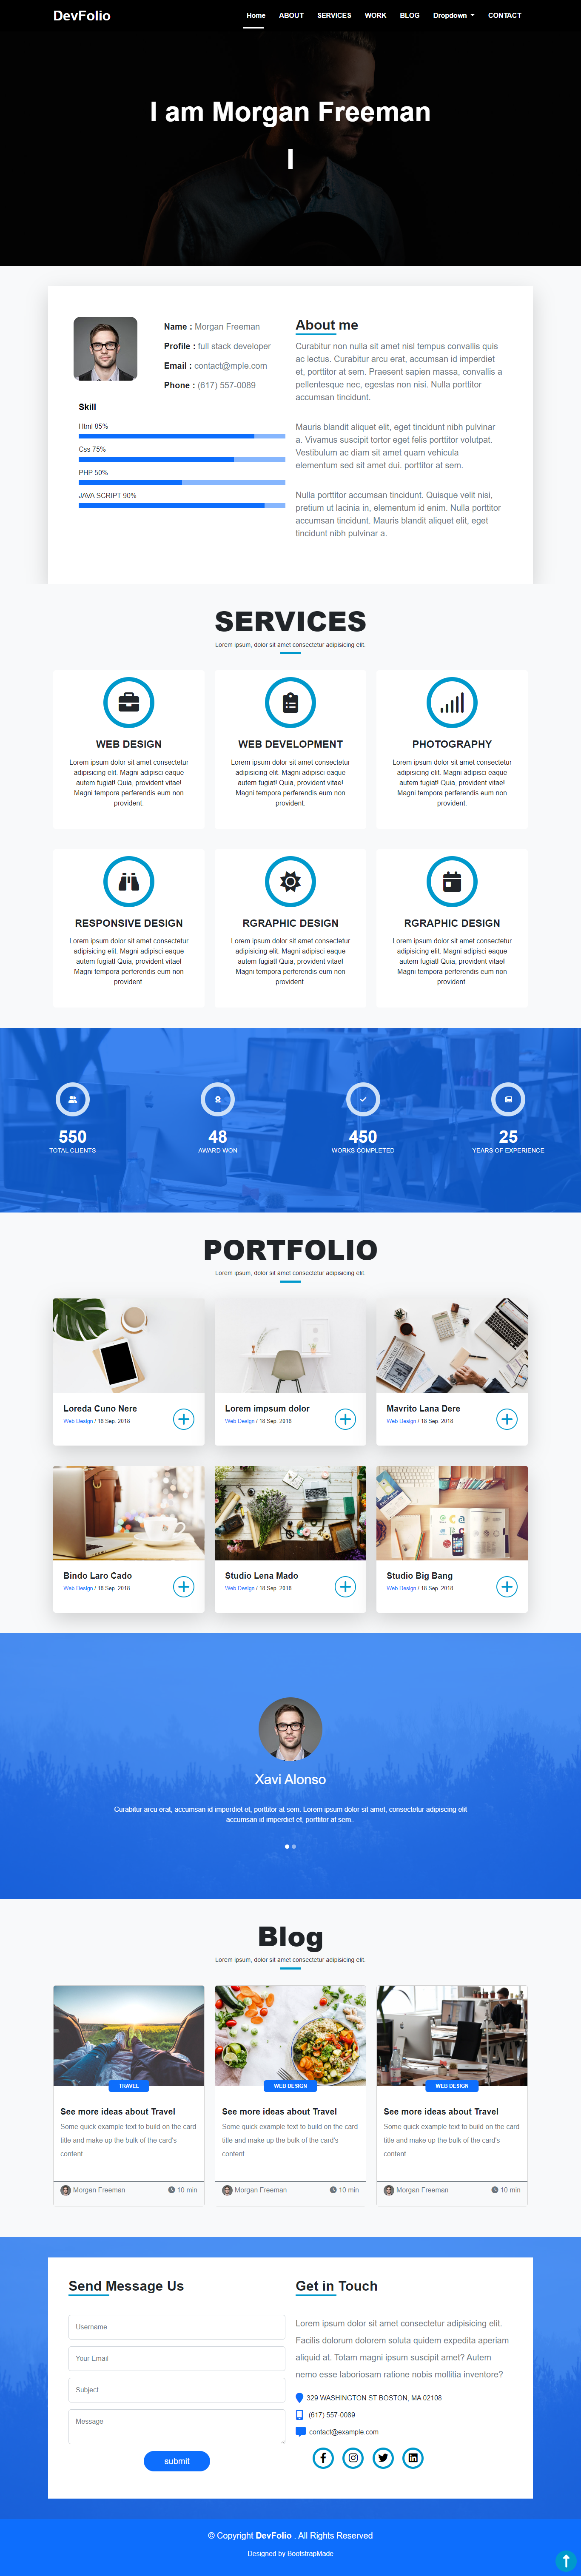 DevFolio
Home ABOUT SERVICES WORK BLOG Dropdown CONTACT
I am Morgan Freeman
Name : Morgan Freeman
Profile : full stack developer
Email : contact@mple.com
Phone : (617) 557-0089
Skill
Html 85%
Css 75%
PHP 50%
JAVA SCRIPT 90%
About me
Curabitur non nulla sit amet nisl tempus convallis quis
ac lectus. Curabitur arcu erat, accumsan id imperdiet
et, porttitor at sem. Praesent sapien massa, convallis a
pellentesque nec, egestas non nisi. Nulla porttitor
accumsan tincidunt.
Mauris blandit aliquet elit, eget tincidunt nibh pulvinar
a. Vivamus suscipit tortor eget felis porttitor volutpat.
Vestibulum ac diam sit amet quam vehicula
elementum sed sit amet dui. porttitor at sem.
Nulla porttitor accumsan tincidunt. Quisque velit nisi,
pretium ut lacinia in, elementum id enim. Nulla porttitor
accumsan tincidunt. Mauris blandit aliquet elit, eget
tincidunt nibh pulvinar a.
SERVICES
Lorem ipsum, dolor sit amet consectetur adipisicing elit.
WEB DESIGN
Lorem ipsum dolor sit amet consectetur
adipisicing elit. Magni adipisci eaque
autem fugiat! Quia, provident vitae!
Magni tempora perferendis eum non
provident.
WEB DEVELOPMENT
Lorem ipsum dolor sit amet consectetur
adipisicing elit. Magni adipisci eaque
autem fugiat! Quia, provident vitae!
Magni tempora perferendis eum non
provident.
PHOTOGRAPHY
Lorem ipsum dolor sit amet consectetur
adipisicing elit. Magni adipisci eaque
autem fugiat! Quia, provident vitae!
Magni tempora perferendis eum non
provident.
RESPONSIVE DESIGN
Lorem ipsum dolor sit amet consectetur
adipisicing elit. Magni adipisci eaque
autem fugiat! Quia, provident vitae!
Magni tempora perferendis eum non
provident.
RGRAPHIC DESIGN
Lorem ipsum dolor sit amet consectetur
adipisicing elit. Magni adipisci eaque
autem fugiat! Quia, provident vitae!
Magni tempora perferendis eum non
provident.
RGRAPHIC DESIGN
Lorem ipsum dolor sit amet consectetur
adipisicing elit. Magni adipisci eaque
autem fugiat! Quia, provident vitae!
Magni tempora perferendis eum non
provident.
550
TOTAL CLIENTS
48
AWARD WON
450
WORKS COMPLETED
25
YEARS OF EXPERIENCE
PORTFOLIO
Lorem ipsum, dolor sit amet consectetur adipisicing elit.
Loreda Cuno Nere
Web Design / 18 Sep. 2018
Lorem impsum dolor
Web Design / 18 Sep. 2018
Mavrito Lana Dere
Web Design / 18 Sep. 2018
Bindo Laro Cado
Web Design / 18 Sep. 2018
Studio Lena Mado
Web Design / 18 Sep. 2018
Studio Big Bang
Web Design / 18 Sep. 2018
Xavi Alonso
Curabitur arcu erat, accumsan id imperdiet et, porttitor at sem. Lorem ipsum dolor sit amet, consectetur adipiscing elit
accumsan id imperdiet et, porttitor at sem..
Blog
Lorem ipsum, dolor sit amet consectetur adipisicing elit.
TRAVEL
See more ideas about Travel
Some quick example text to build on the card
title and make up the bulk of the card's
content.
Morgan Freeman 10 min
WEB DESIGN
See more ideas about Travel
Some quick example text to build on the card
title and make up the bulk of the card's
content.
Morgan Freeman 10 min
WEB DESIGN
See more ideas about Travel
Some quick example text to build on the card
title and make up the bulk of the card's
content.
Morgan Freeman 10 min
Send Message Us
Username
Your Email
Subject
Message
submit
Get in Touch
Lorem ipsum dolor sit amet consectetur adipisicing elit.
Facilis dolorum dolorem soluta quidem expedita aperiam
aliquid at. Totam magni ipsum suscipit amet? Autem
nemo esse laboriosam ratione nobis mollitia inventore?
329 WASHINGTON ST BOSTON, MA 02108
(617) 557-0089
contact@example.com
© Copyright DevFolio . All Rights Reserved
Designed by BootstrapMade